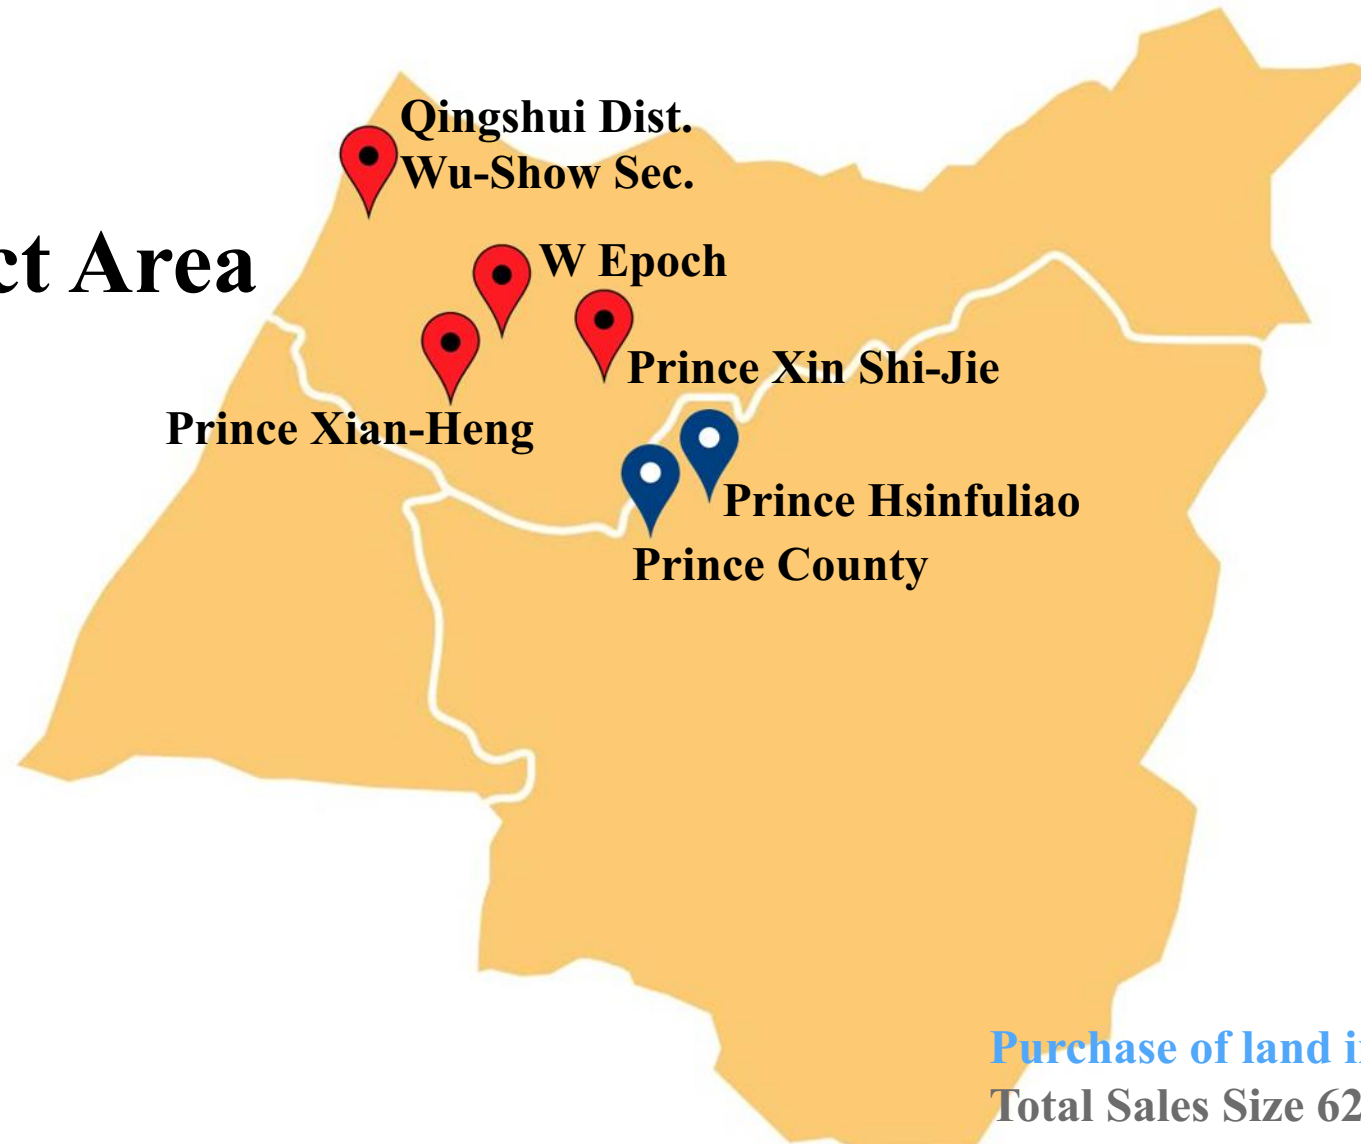 Qingshui Dist.
Wu-Show Sec.
ct Area
W Epoch
Prince Xin Shi-Jie
Prince Xian-Heng
Prince Hsinfuliao
Prince County
Purchase of land
Total Sales Size 62